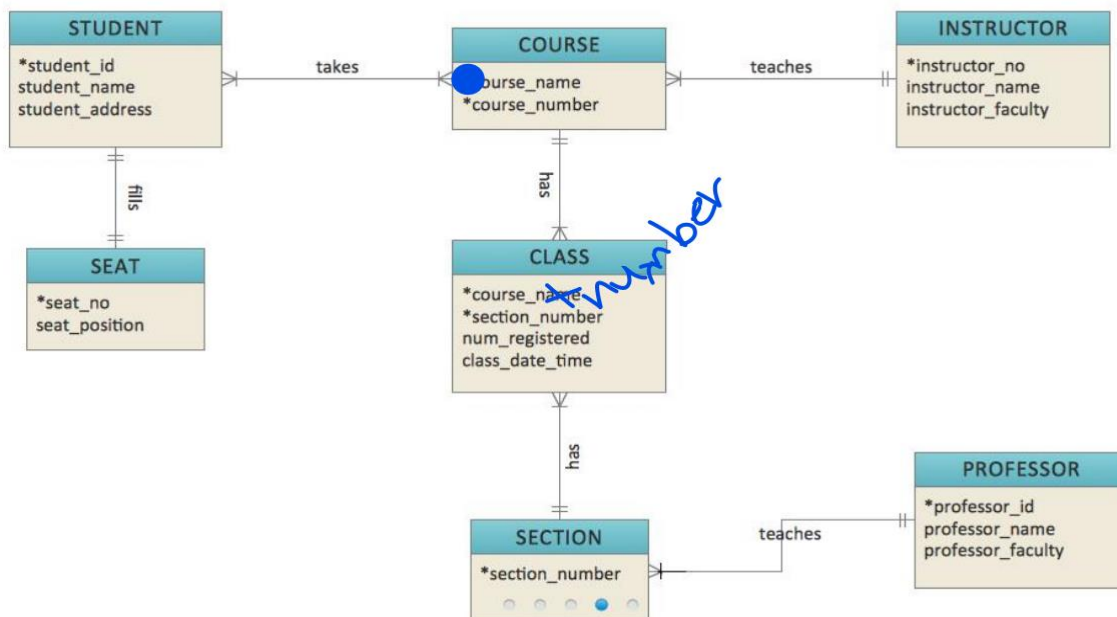 STUDENT
*student_id
student_name
student_address
takes
COURSE
ourse_name
*course_number
teaches
INSTRUCTOR
*instructor_no
instructor_name
instructor_faculty
fills
has
SEAT
*seat_no
seat_position
CLASS
*course_name
number
*section_number
num_registered
class_date_time
has
SECTION
*section_number
teaches
PROFESSOR
*professor_id
professor_name
professor_faculty